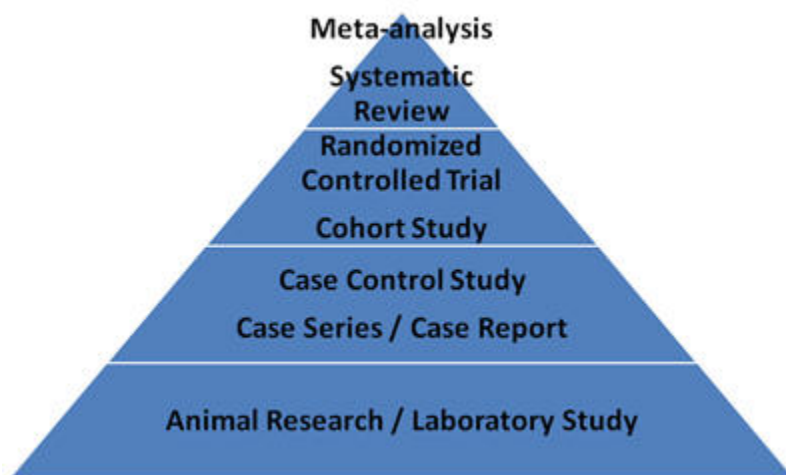 Meta-analysis
Systematic
Review
Randomized
Controlled Trial
Cohort Study
Case Control Study
Case Series / Case Report
Animal Research / Laboratory Study